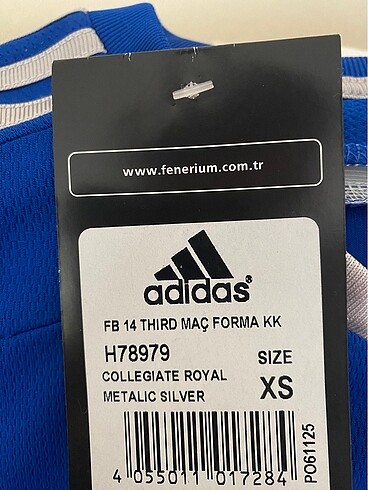 www.fenerium.com.tr
adidas®
FB 14 THIRD MAÇ FORMA KK
H78979
SIZE
COLLEGIATE ROYAL
XS
METALIC SILVER
PO61125
4 055011 017284